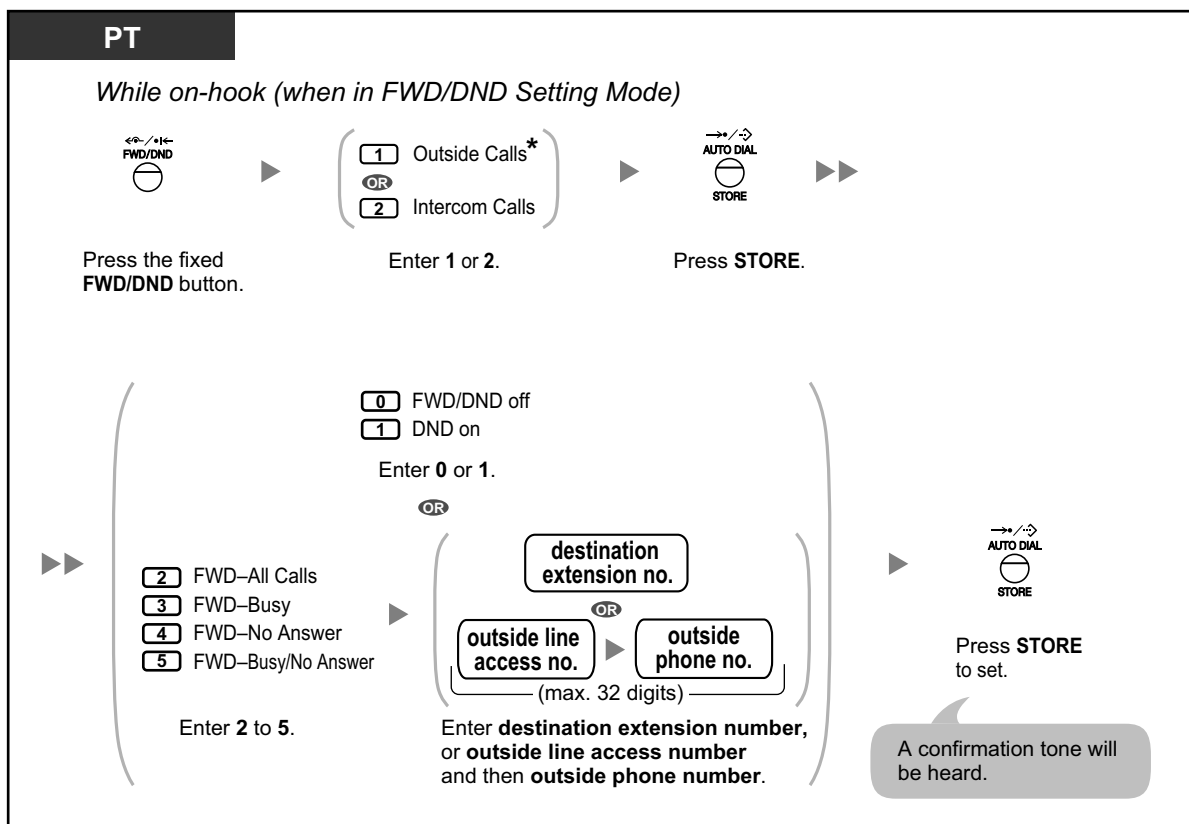 PT
While on-hook (when in FWD/DND Setting Mode)
FWD/DND
Press the fixed
FWD/DND button.
1 Outside Calls*
OR
2 Intercom Calls
Enter 1 or 2.
AUTO DIAL
STORE
Press STORE.
0 FWD/DND off
1 DND on
Enter 0 or 1.
OR
2 FWD–All Calls
3 FWD–Busy
4 FWD–No Answer
5 FWD–Busy/No Answer
Enter 2 to 5.
destination
extension no.
OR
outside line
access no.
outside
phone no.
(max. 32 digits)
Enter destination extension number,
or outside line access number
and then outside phone number.
AUTO DIAL
STORE
Press STORE
to set.
A confirmation tone will
be heard.